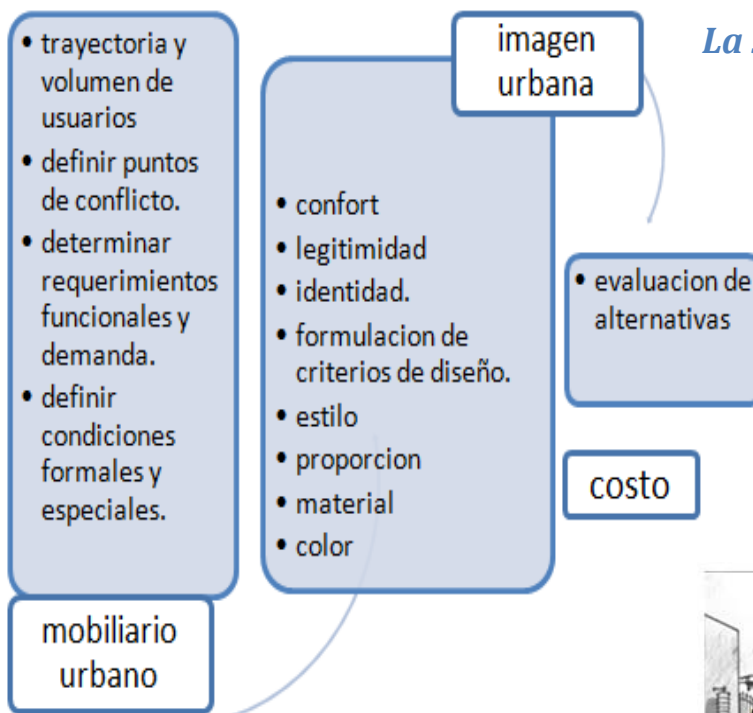 • trayectoria y
volumen de
usuarios
• definir puntos
de conflicto.
• determinar
requerimientos
funcionales y
demanda.
• definir
condiciones
formales y
especiales.
mobiliario
urbano
imagen
urbana
• confort
• legitimidad
• identidad.
• formulacion de
criterios de diseño.
• estilo
• proporcion
• material
• color
La
• evaluacion de
alternativas
costo